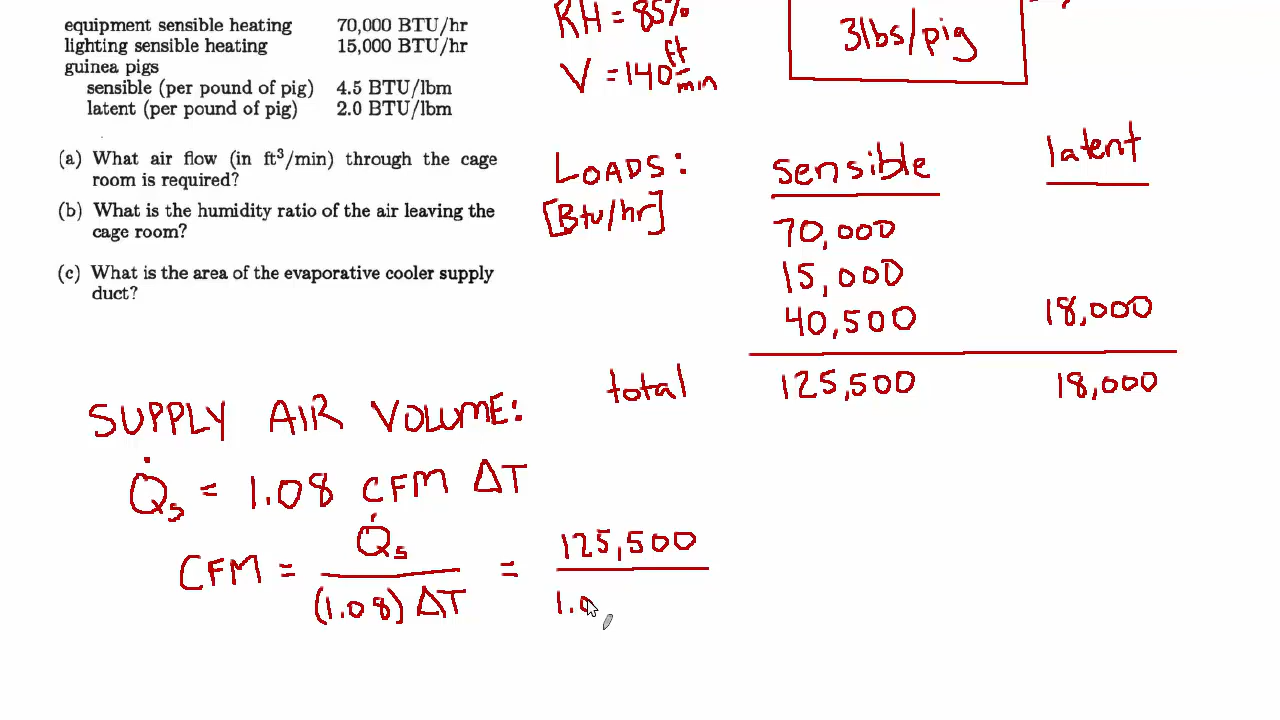 equipment sensible heating 70,000 BTU/hr
lighting sensible heating 15,000 BTU/hr
guinea pigs
sensible (per pound of pig) 4.5 BTU/lbm
latent (per pound of pig) 2.0 BTU/lbm
(a) What air flow (in ft³/min) through the cage
room is required?
(b) What is the humidity ratio of the air leaving the
cage room?
(c) What is the area of the evaporative cooler supply
duct?
RH = 85%
V = 140 ft/min
3lbs/pig
LOADS: sensible latent
[Btu/hr]
70,000
15,000
40,500 18,000
total 125,500 18,000
SUPPLY AIR VOLUME:
Q̇s = 1.08 CFM ΔT
CFM = Q̇s / (1.08) ΔT = 125,500 / 1.0